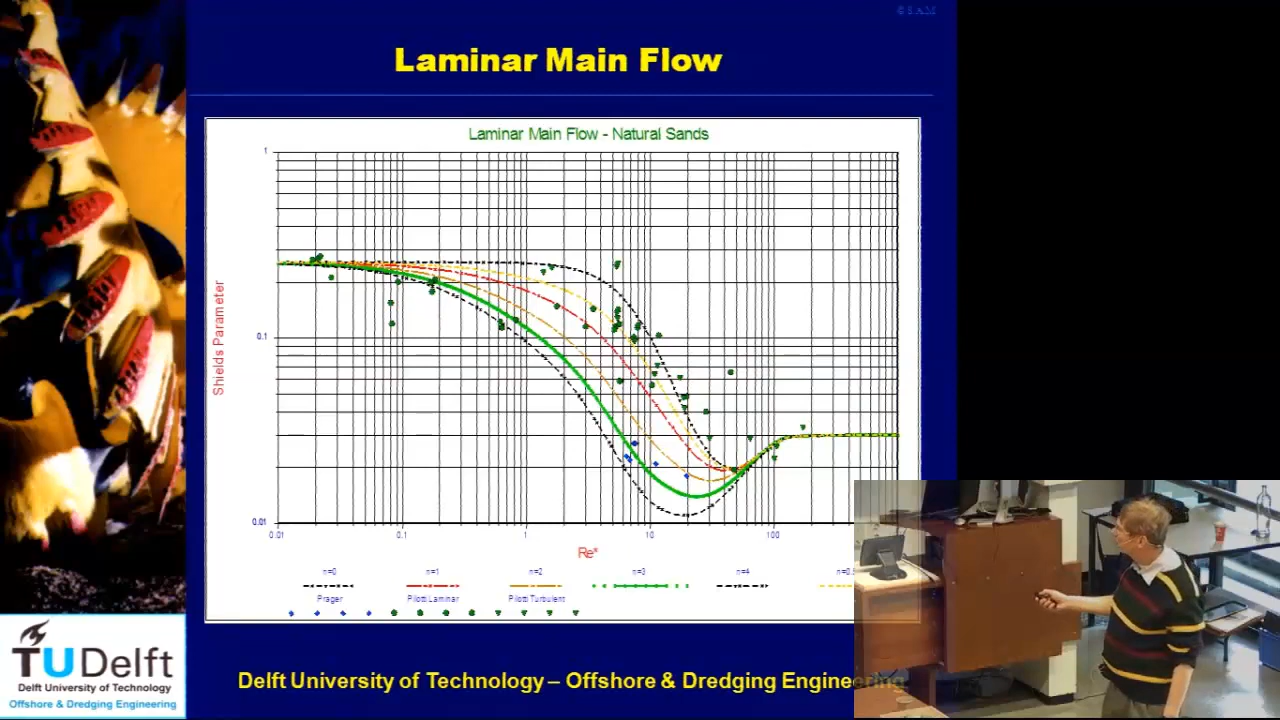 © S.A.M
Laminar Main Flow
Laminar Main Flow - Natural Sands
1
0.1
0.01
Shields Parameter
0.01 0.1 1 10 100
Re*
n=0 n=1 n=2 n=3 n=4
Prager Pilotti Laminar Pilotti Turbulent
TU Delft
Delft University of Technology
Offshore & Dredging Engineering
Delft University of Technology – Offshore & Dredging Engineering